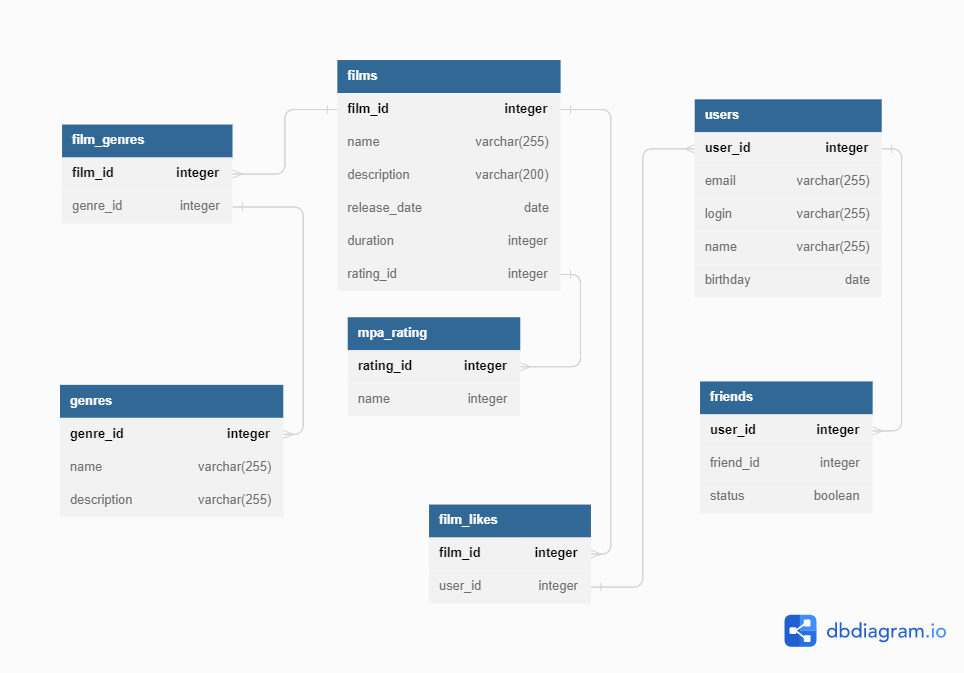 films
film_id integer
name varchar(255)
description varchar(200)
release_date date
duration integer
rating_id integer
film_genres
film_id integer
genre_id integer
users
user_id integer
email varchar(255)
login varchar(255)
name varchar(255)
birthday date
mpa_rating
rating_id integer
name integer
genres
genre_id integer
name varchar(255)
description varchar(255)
friends
user_id integer
friend_id integer
status boolean
film_likes
film_id integer
user_id integer
dbdiagram.io